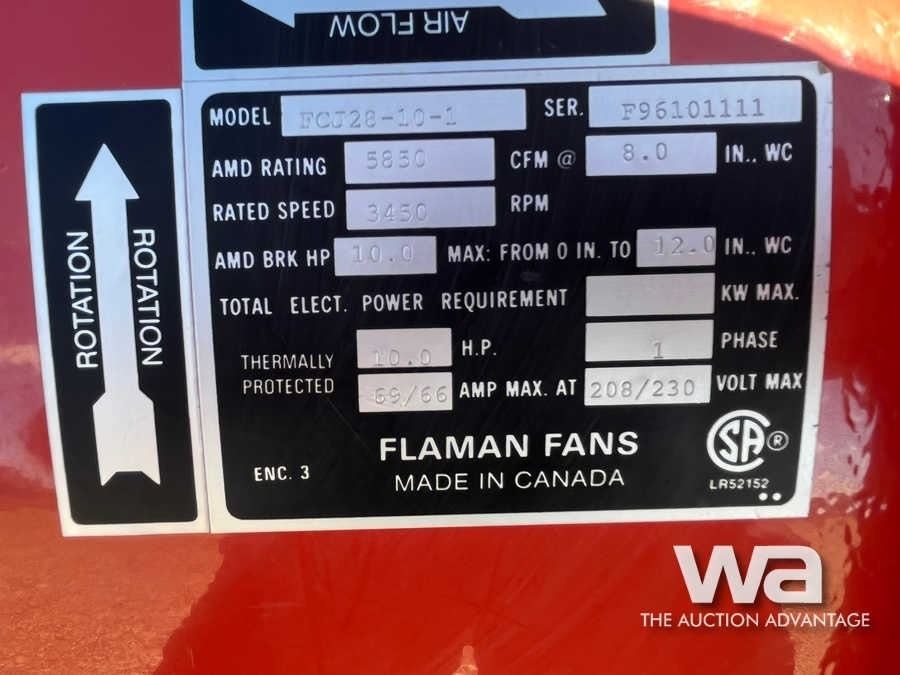 AIR FLOW
MODEL FCJ28-10-1 SER. F96101111
AMD RATING 5850 CFM @ 8.0 IN., WC
RATED SPEED 3450 RPM
AMD BRK HP 10.0 MAX: FROM 0 IN. TO 12.0 IN., WC
TOTAL ELECT. POWER REQUIREMENT KW MAX.
THERMALLY PROTECTED 10.0 H.P. 1 PHASE
69/66 AMP MAX. AT 208/230 VOLT MAX
FLAMAN FANS
ENC. 3 MADE IN CANADA
SA ®
LR52152
ROTATION
ROTATION
wa
THE AUCTION ADVANTAGE